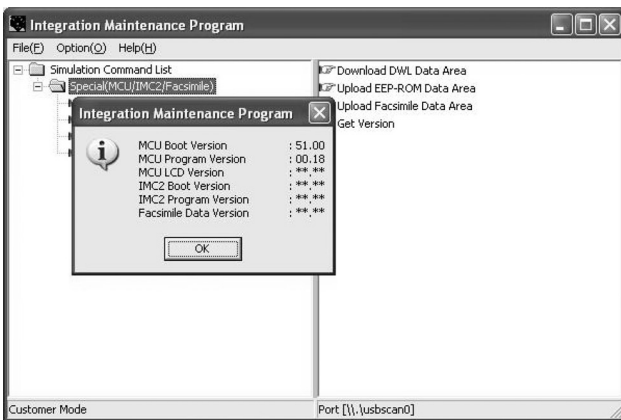 Integration Maintenance Program
File(F) Option(O) Help(H)
Simulation Command List
Special(MCU/IMC2/Facsimile)
Download DWL Data Area
Upload EEP-ROM Data Area
Upload Facsimile Data Area
Get Version
Integration Maintenance Program
MCU Boot Version : 51.00
MCU Program Version : 00.18
MCU LCD Version : **.**
IMC2 Boot Version : **.**
IMC2 Program Version : **.**
Facsimile Data Version : **.**
OK
Customer Mode
Port [\\.\usbscan0]